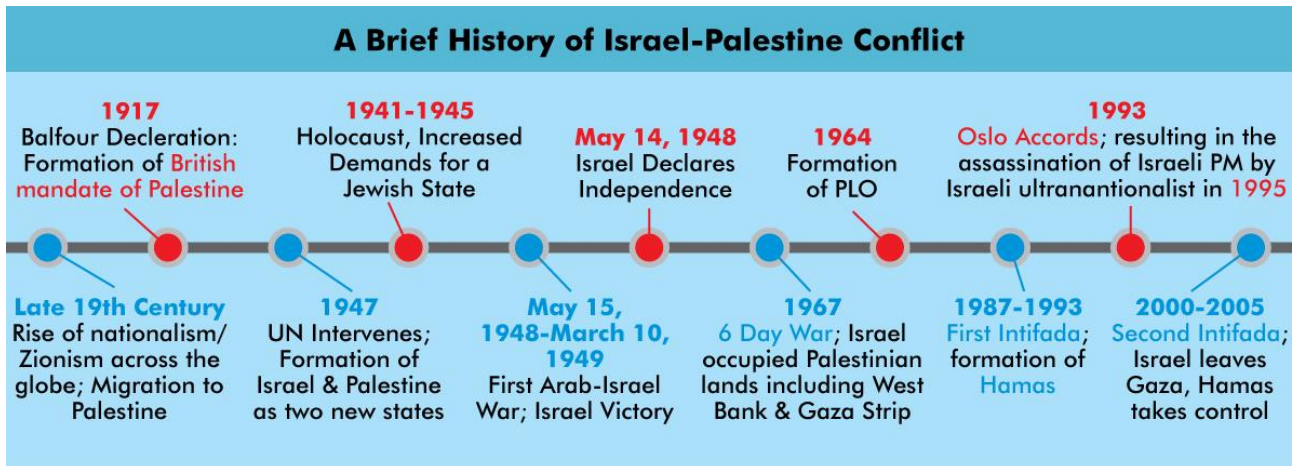 A Brief History of Israel-Palestine Conflict
1917
Balfour Decleration:
Formation of British
mandate of Palestine
1941-1945
Holocaust, Increased
Demands for a
Jewish State
May 14, 1948
Israel Declares
Independence
1964
Formation
of PLO
1993
Oslo Accords; resulting in the
assassination of Israeli PM by
Israeli ultranantionalist in 1995
Late 19th Century
Rise of nationalism/
Zionism across the
globe; Migration to
Palestine
1947
UN Intervenes;
Formation of
Israel & Palestine
as two new states
May 15,
1948-March 10,
1949
First Arab-Israel
War; Israel Victory
1967
6 Day War; Israel
occupied Palestinian
lands including West
Bank & Gaza Strip
1987-1993
First Intifada;
formation of
Hamas
2000-2005
Second Intifada;
Israel leaves
Gaza, Hamas
takes control